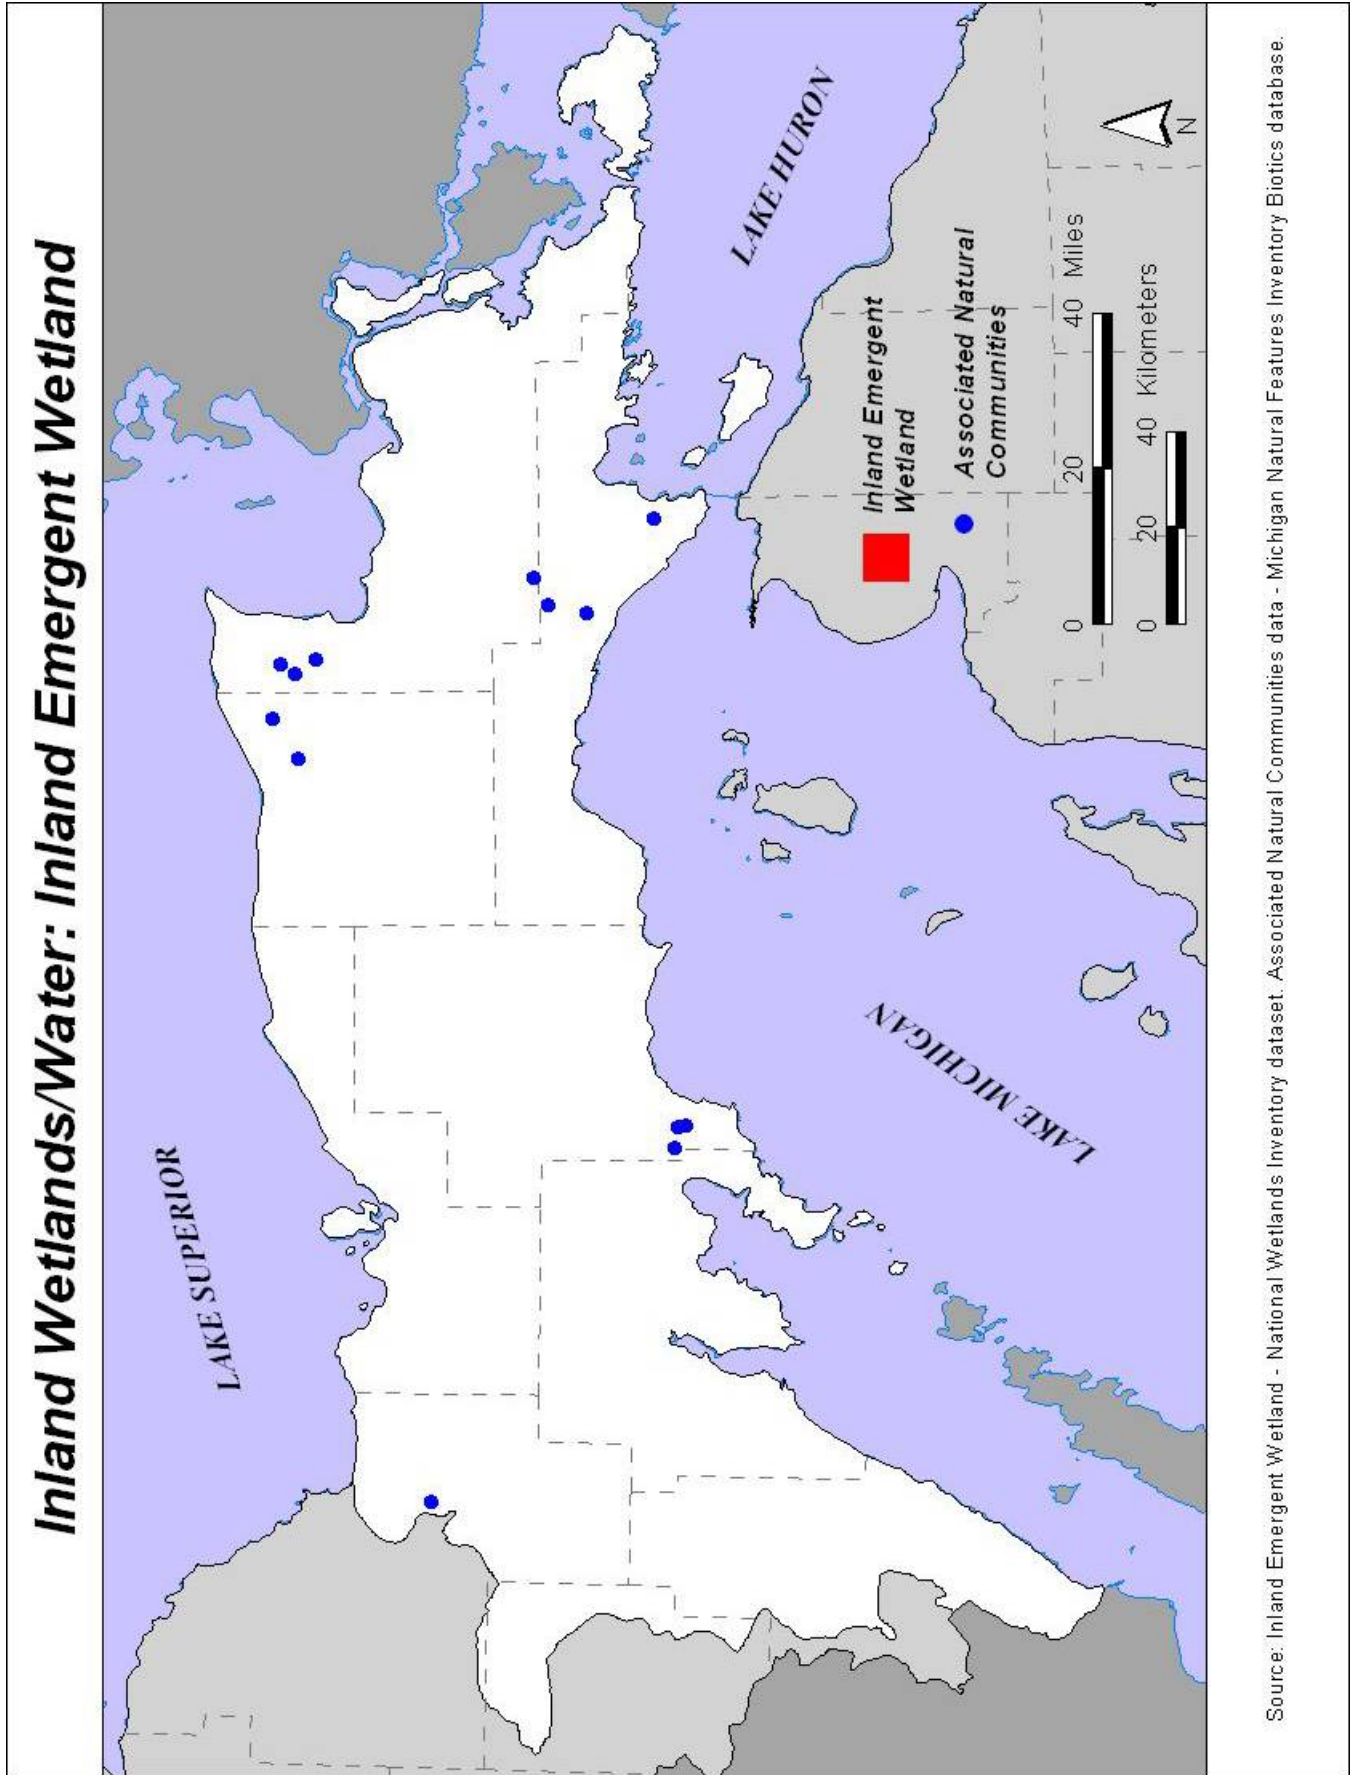 Inland Wetlands/Water: Inland Emergent Wetland
LAKE SUPERIOR
LAKE HURON
LAKE MICHIGAN
Inland Emergent
Wetland
Associated Natural
Communities
0 20 40 Miles
0 20 40 Kilometers
N
Source: Inland Emergent Wetland - National Wetlands Inventory dataset. Associated Natural Communities data - Michigan Natural Features Inventory Biotics database.